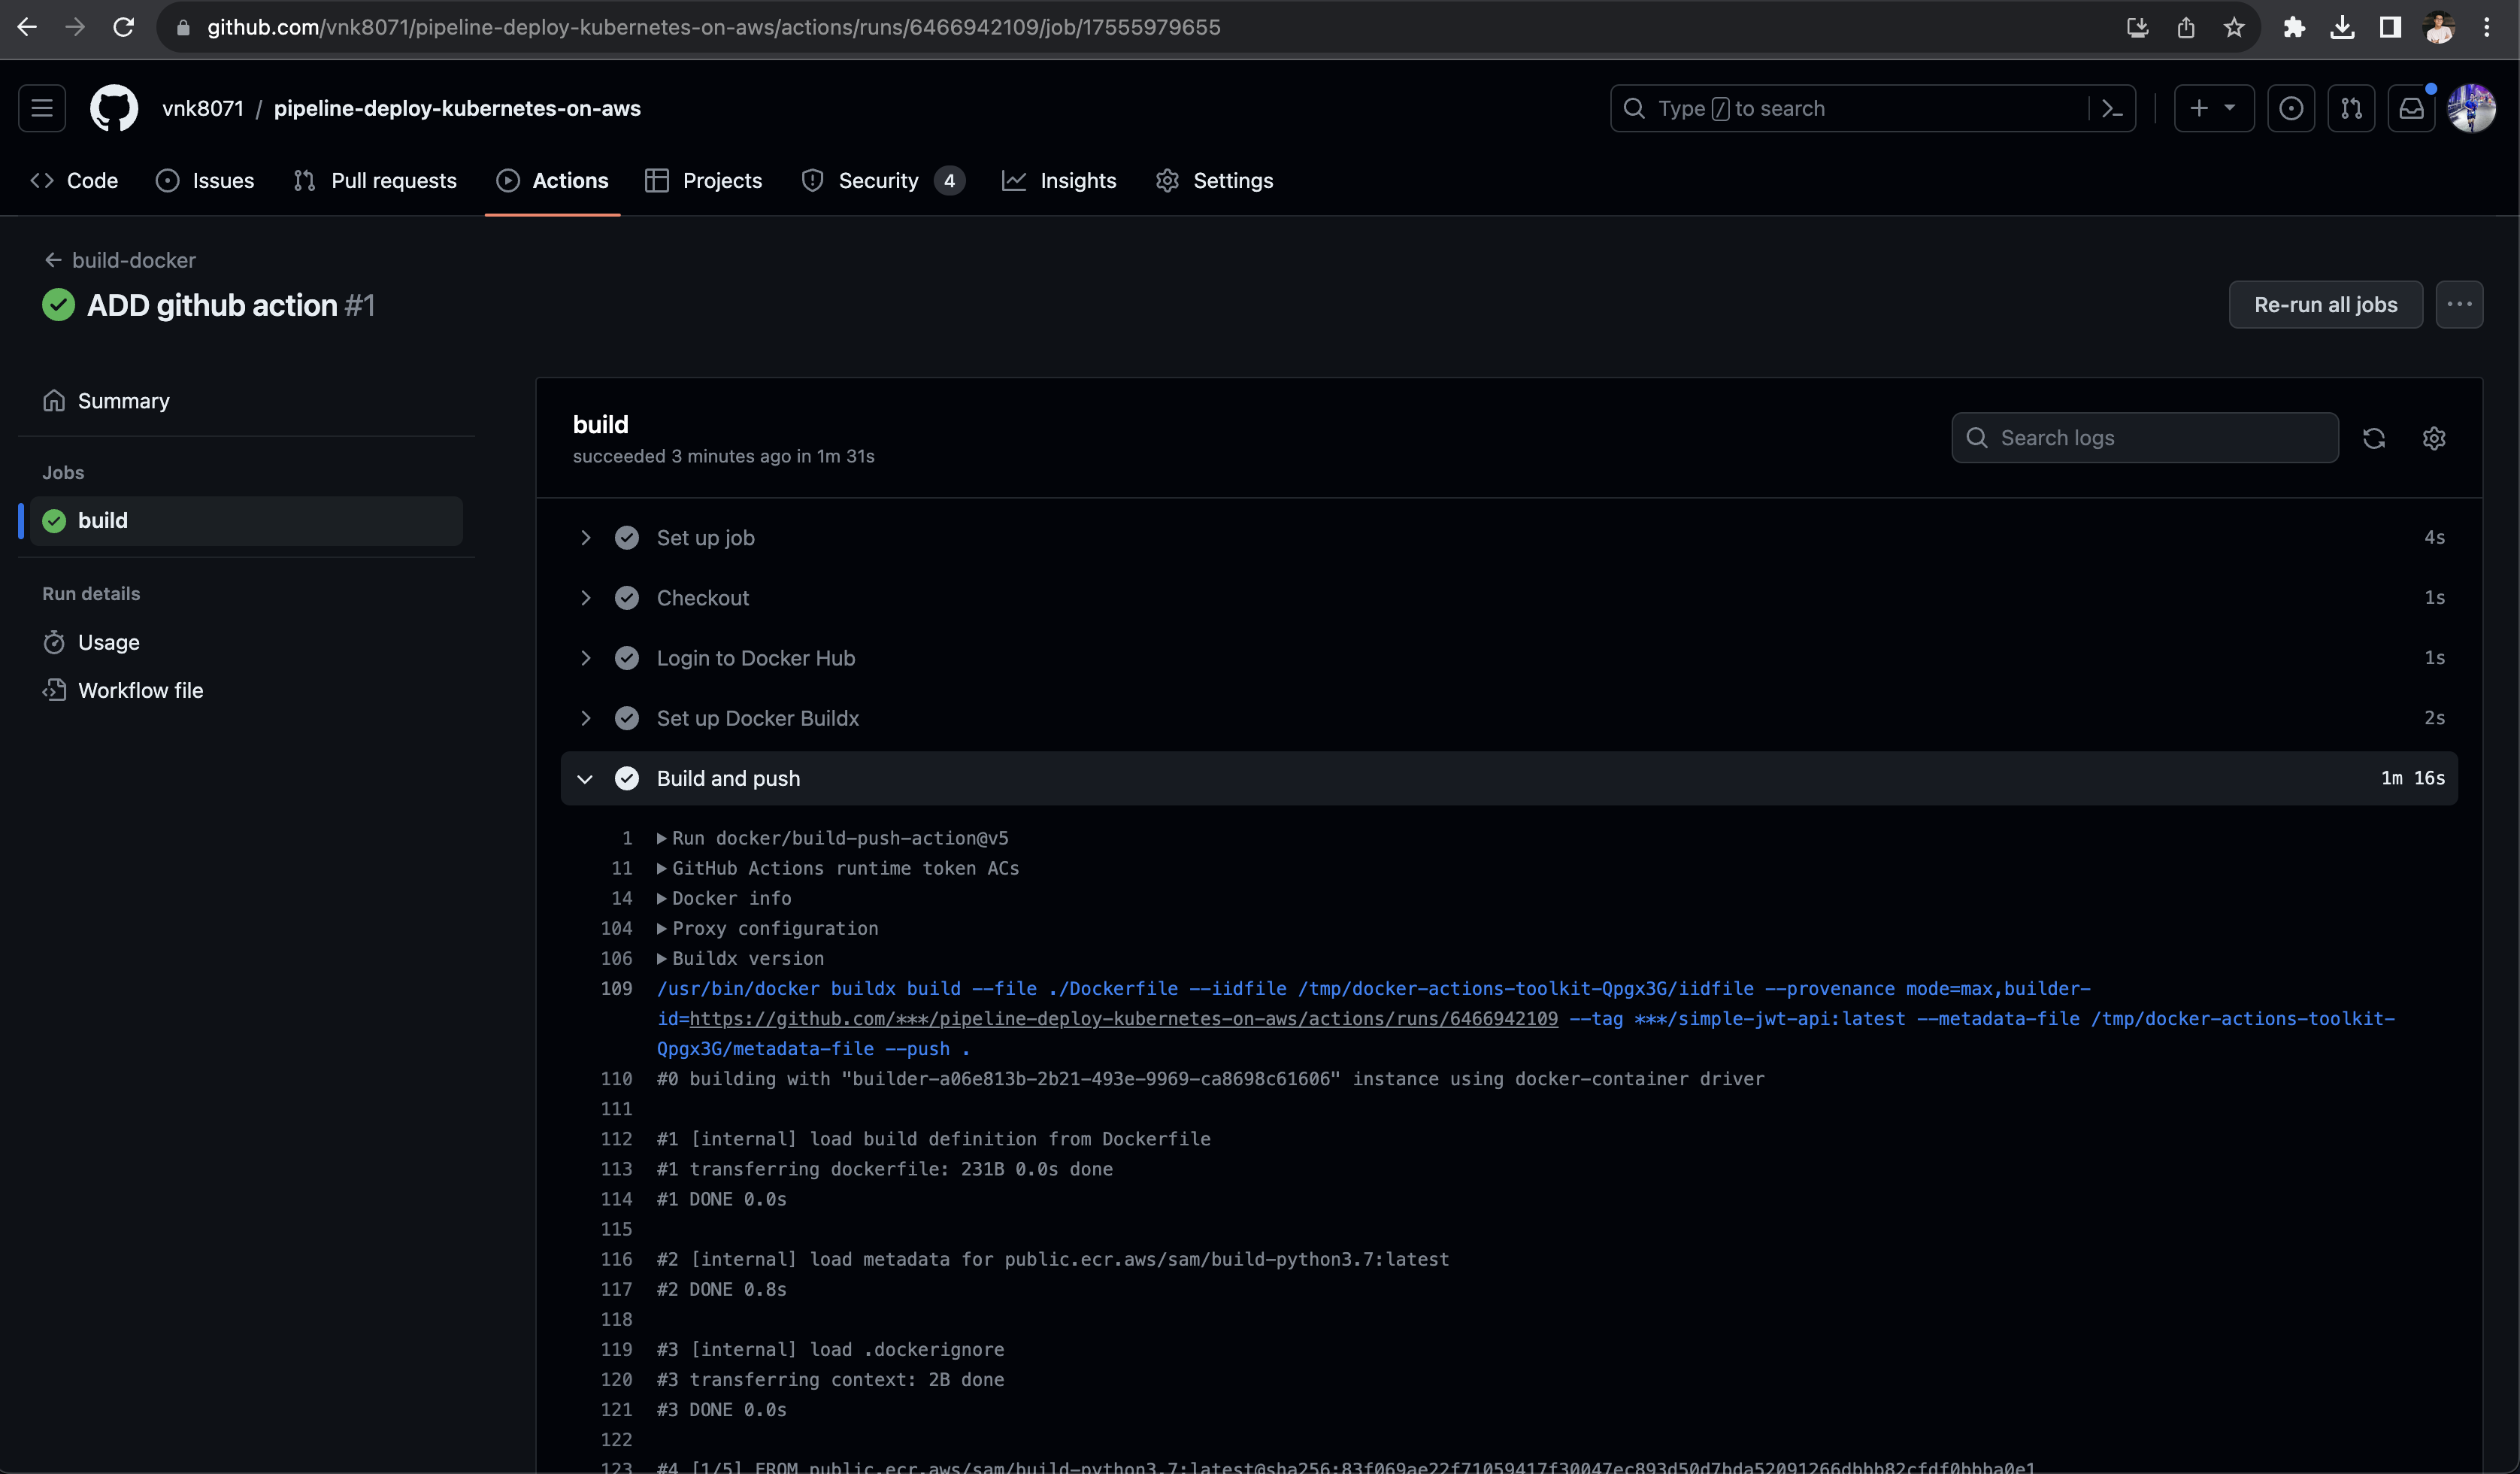 github.com/vnk8071/pipeline-deploy-kubernetes-on-aws/actions/runs/6466942109/job/17555979655
vnk8071 / pipeline-deploy-kubernetes-on-aws
Type / to search
Code
Issues
Pull requests
Actions
Projects
Security 4
Insights
Settings
build-docker
ADD github action #1
Re-run all jobs
Summary
Jobs
build
Run details
Usage
Workflow file
build
succeeded 3 minutes ago in 1m 31s
Search logs
Set up job 4s
Checkout 1s
Login to Docker Hub 1s
Set up Docker Buildx 2s
Build and push 1m 16s
1 ▶Run docker/build-push-action@v5
11 ▶GitHub Actions runtime token ACs
14 ▶Docker info
104 ▶Proxy configuration
106 ▶Buildx version
109 /usr/bin/docker buildx build --file ./Dockerfile --iidfile /tmp/docker-actions-toolkit-Qpgx3G/iidfile --provenance mode=max,builder-
id=https://github.com/***/pipeline-deploy-kubernetes-on-aws/actions/runs/6466942109 --tag ***/simple-jwt-api:latest --metadata-file /tmp/docker-actions-toolkit-
Qpgx3G/metadata-file --push .
110 #0 building with "builder-a06e813b-2b21-493e-9969-ca8698c61606" instance using docker-container driver
111
112 #1 [internal] load build definition from Dockerfile
113 #1 transferring dockerfile: 231B 0.0s done
114 #1 DONE 0.0s
115
116 #2 [internal] load metadata for public.ecr.aws/sam/build-python3.7:latest
117 #2 DONE 0.8s
118
119 #3 [internal] load .dockerignore
120 #3 transferring context: 2B done
121 #3 DONE 0.0s
122
123 #4 [1/5] FROM public.ecr.aws/sam/build-python3.7:latest@sha256:83f069ae22f71059417f30047ec893d50d7bda52091266dbbb82cfdf0bbba0e1